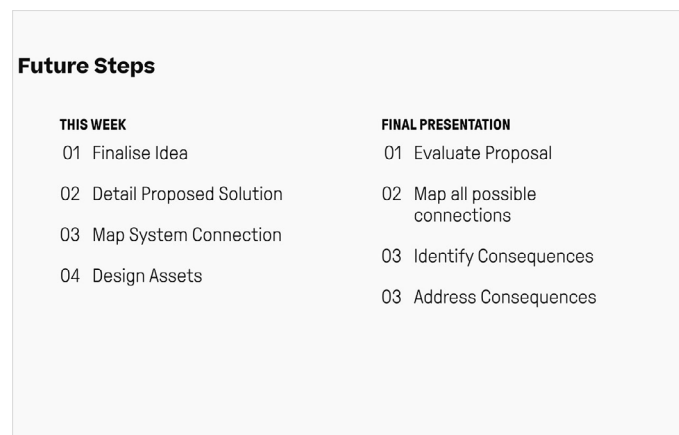 Future Steps
THIS WEEK
01 Finalise Idea
02 Detail Proposed Solution
03 Map System Connection
04 Design Assets
FINAL PRESENTATION
01 Evaluate Proposal
02 Map all possible
connections
03 Identify Consequences
03 Address Consequences